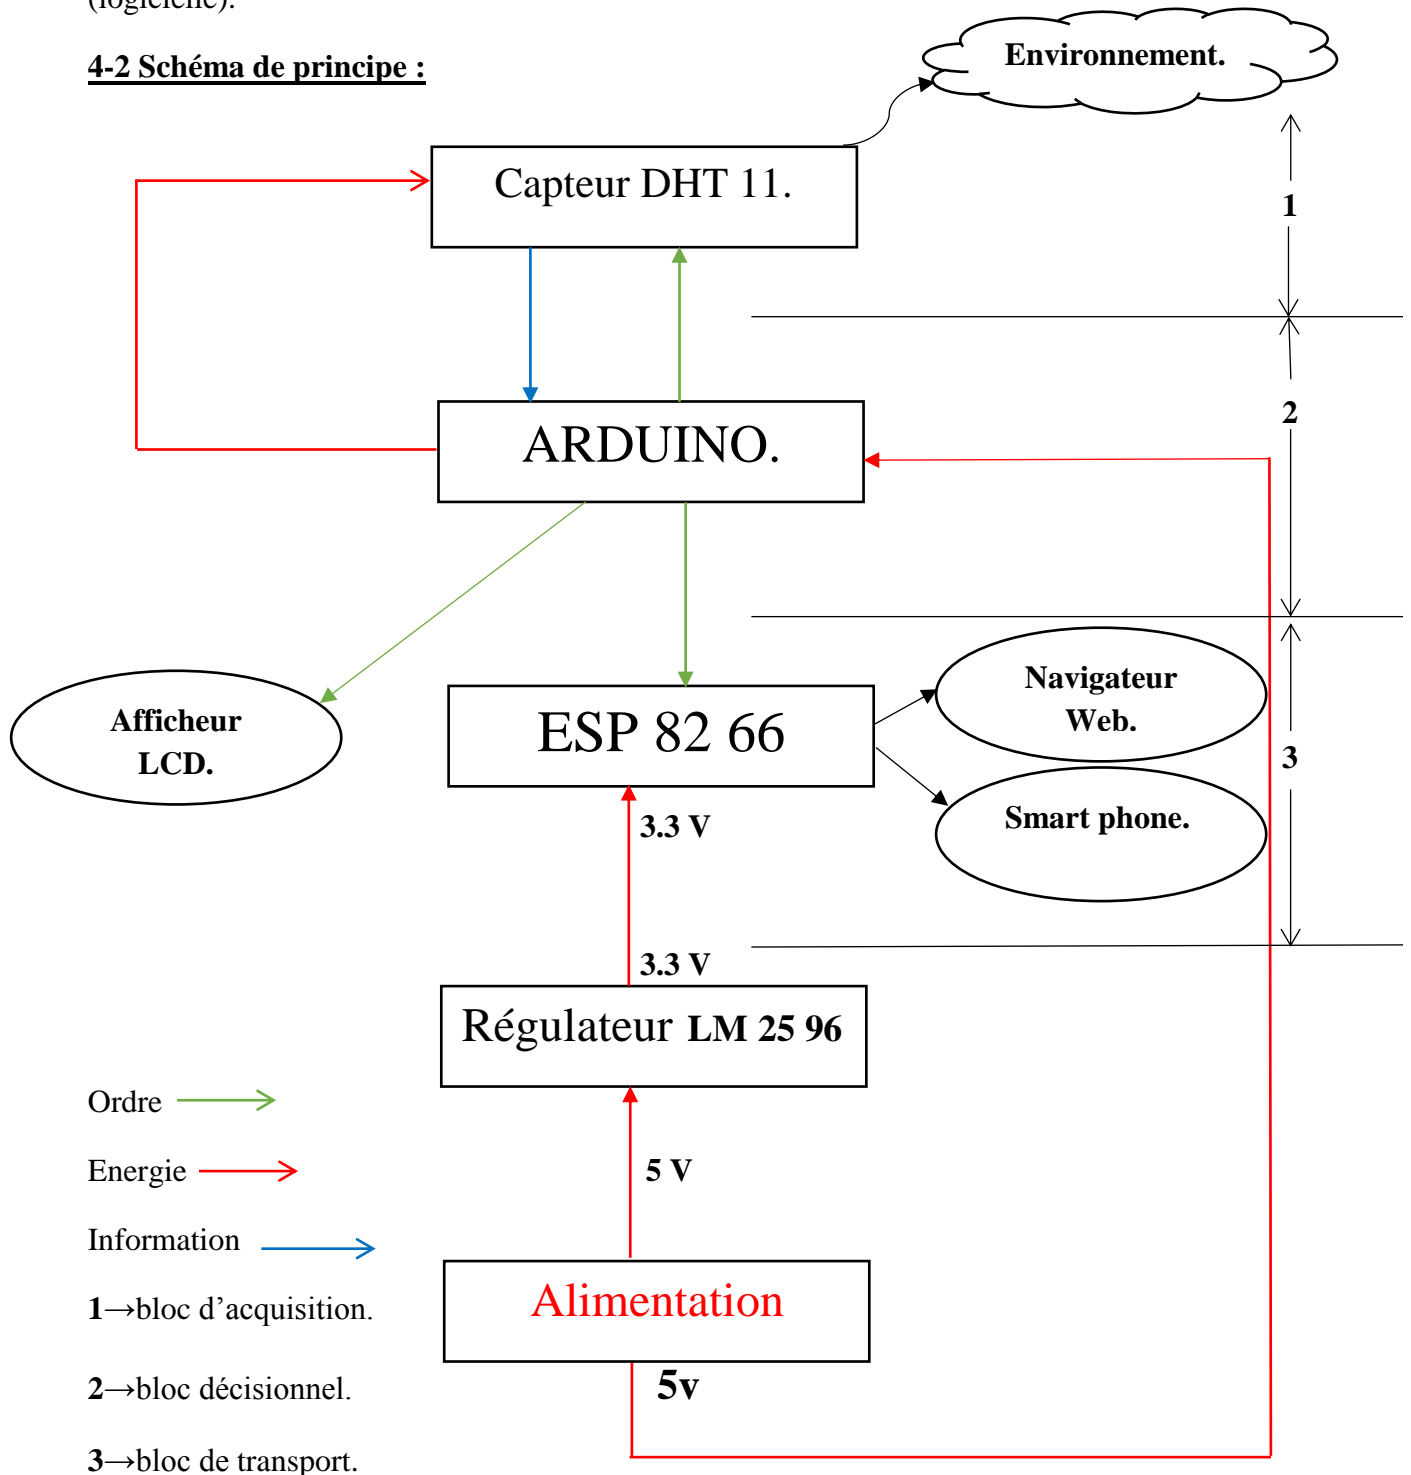 (logicielle).
4-2 Schéma de principe :
Environnement.
Capteur DHT 11.
1
ARDUINO.
2
Afficheur
LCD.
ESP 82 66
Navigateur
Web.
Smart phone.
3
3.3 V
3.3 V
Régulateur LM 25 96
5 V
Alimentation
5v
Ordre
Energie
Information
1→bloc d’acquisition.
2→bloc décisionnel.
3→bloc de transport.